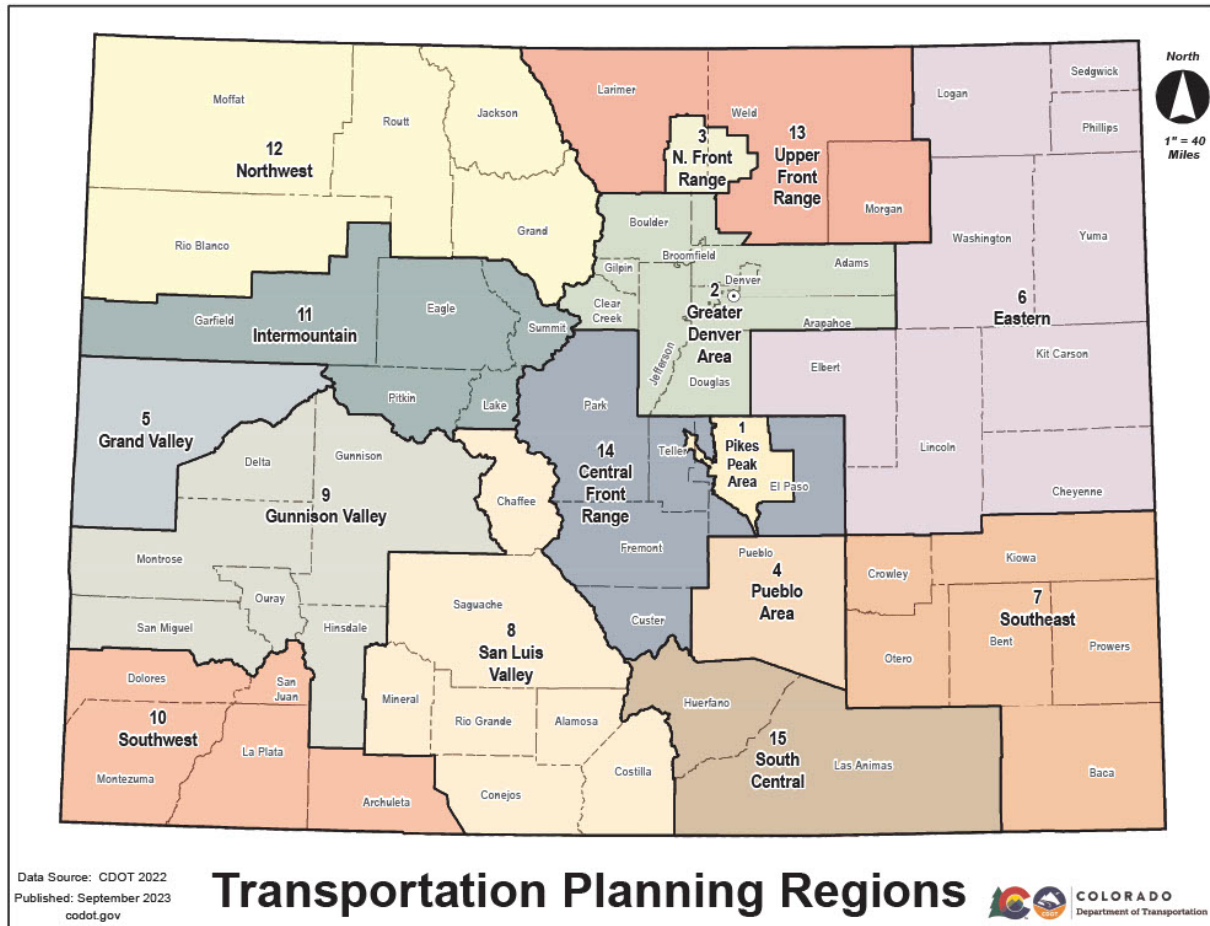 North
1" = 40
Miles
Moffat
Routt
Jackson
Larimer
Weld
Logan
Sedgwick
Phillips
12
Northwest
3
N. Front
Range
13
Upper
Front
Range
Morgan
Rio Blanco
Grand
Boulder
Broomfield
Gilpin
Denver
Adams
Washington
Yuma
Garfield
11
Intermountain
Eagle
Summit
Clear
Creek
2
Greater
Denver
Area
Arapahoe
6
Eastern
Jefferson
Douglas
Elbert
Kit Carson
Pitkin
Lake
Park
5
Grand Valley
Delta
Gunnison
9
Gunnison Valley
Chaffee
14
Central
Front
Range
Teller
1
Pikes
Peak
Area
El Paso
Lincoln
Cheyenne
Montrose
Ouray
San Miguel
Hinsdale
Saguache
8
San Luis
Valley
Fremont
Custer
Pueblo
4
Pueblo
Area
Crowley
Kiowa
7
Southeast
Otero
Bent
Prowers
Dolores
San
Juan
10
Southwest
Montezuma
La Plata
Archuleta
Mineral
Rio Grande
Alamosa
Conejos
Costilla
Huerfano
15
South
Central
Las Animas
Baca
Data Source: CDOT 2022
Published: September 2023
codot.gov
Transportation Planning Regions
CDOT
COLORADO
Department of Transportation